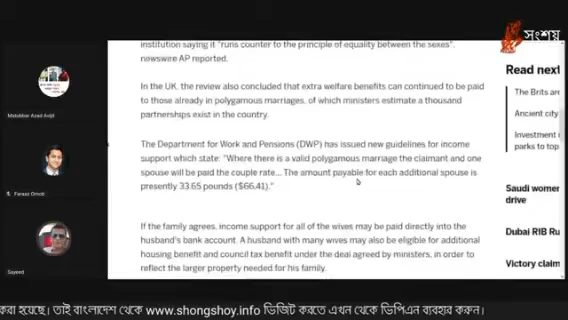 সংশয়
institution saying it "runs counter to the principle of equality between the sexes",
newswire AP reported.
In the UK, the review also concluded that extra welfare benefits can continued to be paid
to those already in polygamous marriages, of which ministers estimate a thousand
partnerships exist in the country.
The Department for Work and Pensions (DWP) has issued new guidelines for income
support which state: "Where there is a valid polygamous marriage the claimant and one
spouse will be paid the couple rate... The amount payable for each additional spouse is
presently 33.65 pounds ($66.41)."
If the family agrees, income support for all of the wives may be paid directly into the
husband's bank account. A husband with many wives may also be eligible for additional
housing benefit and council tax benefit under the deal agreed by ministers, in order to
reflect the larger property needed for his family.
Read next
The Brits are
Ancient city
Investment
parks to top
Saudi women
drive
Dubai RIB Ru
Victory claim
Matubbar Azad Avijit
Faraaz Omidi
Sayeed
করা হয়েছে। তাই বাংলাদেশ থেকে www.shongshoy.info ভিজিট করতে এখন থেকে ভিপিএন ব্যবহার করুন।